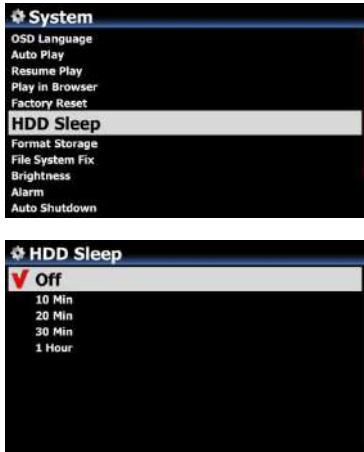 System
OSD Language
Auto Play
Resume Play
Play in Browser
Factory Reset
HDD Sleep
Format Storage
File System Fix
Brightness
Alarm
Auto Shutdown
HDD Sleep
Off
10 Min
20 Min
30 Min
1 Hour